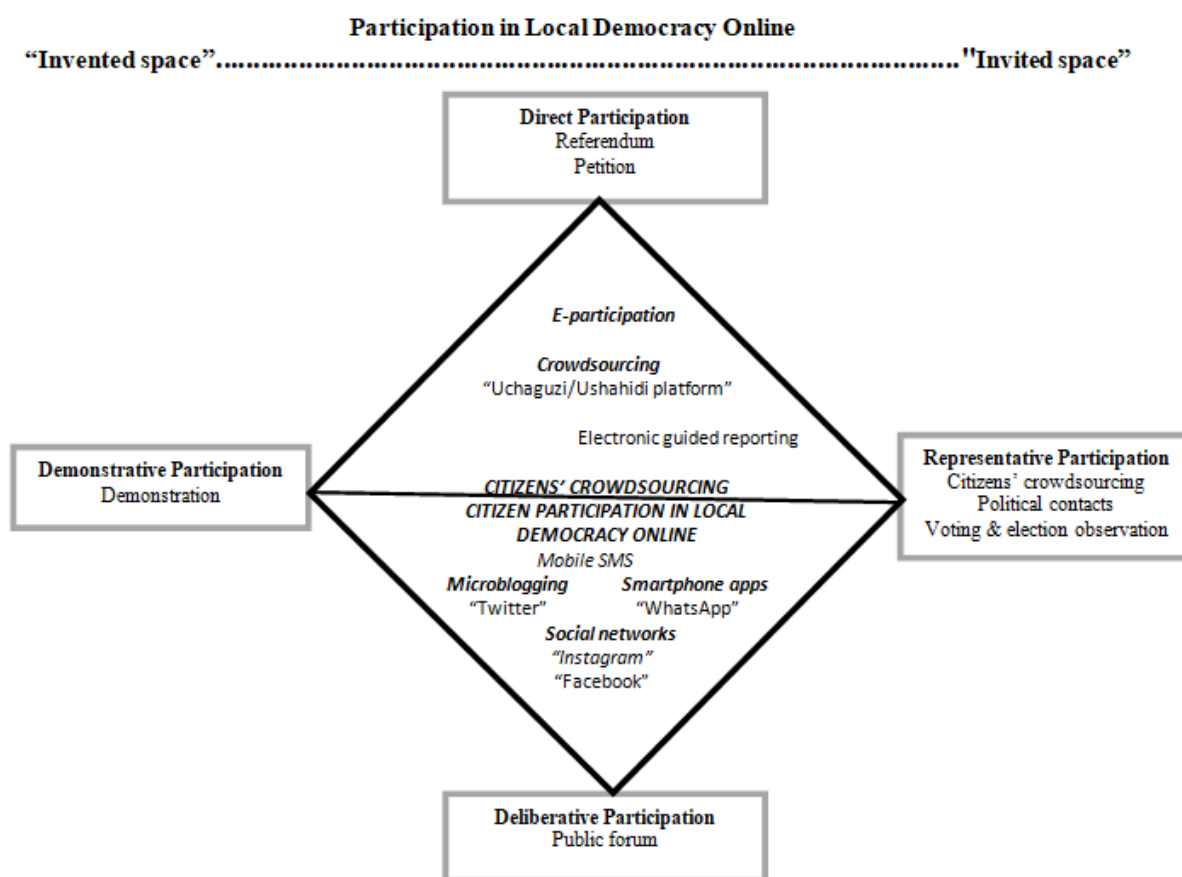 Participation in Local Democracy Online
“Invented space”..........................................................................................."Invited space”
Direct Participation
Referendum
Petition
E-participation
Crowdsourcing
“Uchaguzi/Ushahidi platform”
Electronic guided reporting
Demonstrative Participation
Demonstration
Representative Participation
Citizens’ crowdsourcing
Political contacts
Voting & election observation
CITIZENS’ CROWDSOURCING
CITIZEN PARTICIPATION IN LOCAL
DEMOCRACY ONLINE
Mobile SMS
Microblogging Smartphone apps
“Twitter” “WhatsApp”
Social networks
“Instagram”
“Facebook”
Deliberative Participation
Public forum